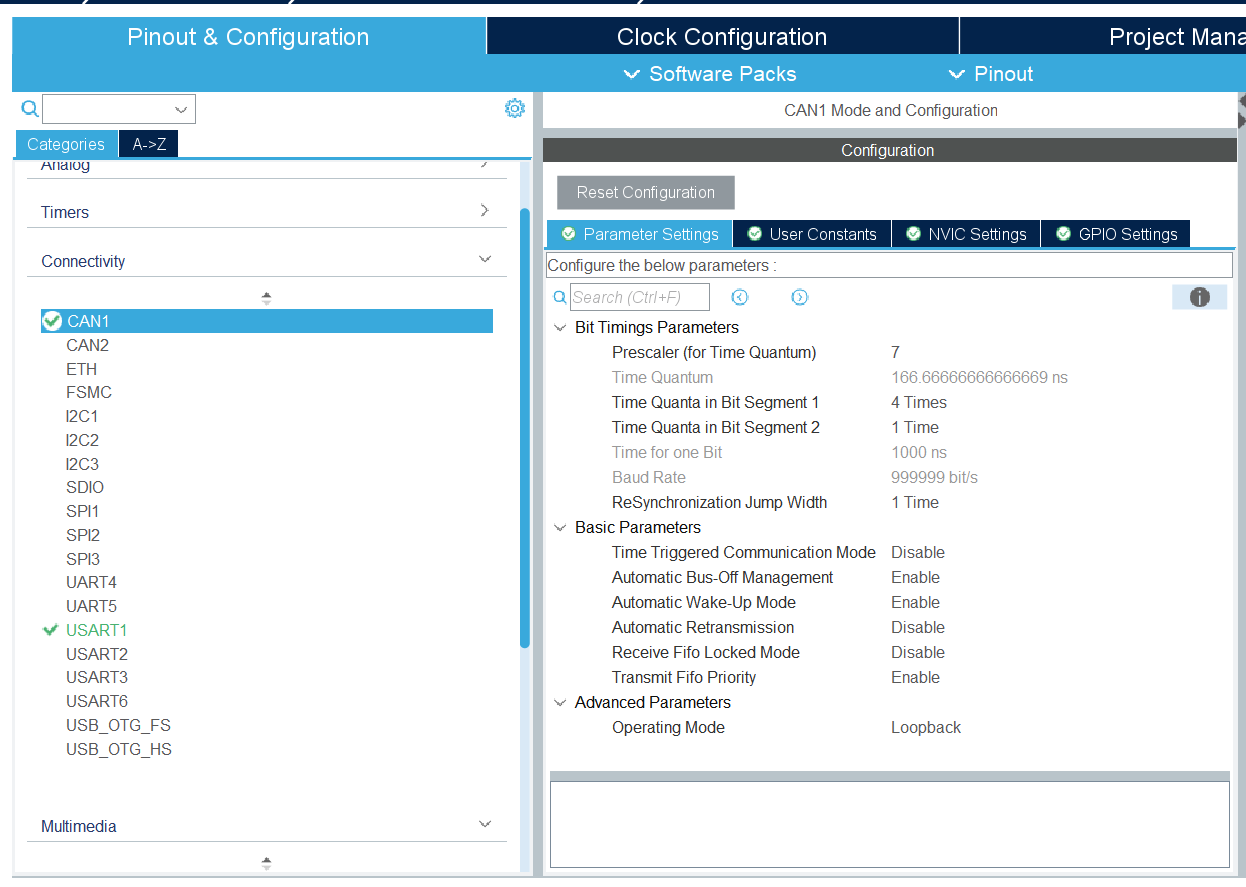 Pinout & Configuration
Clock Configuration
Project Mana
Software Packs
Pinout
Categories
A->Z
Analog
Timers
Connectivity
CAN1
CAN2
ETH
FSMC
I2C1
I2C2
I2C3
SDIO
SPI1
SPI2
SPI3
UART4
UART5
USART1
USART2
USART3
USART6
USB_OTG_FS
USB_OTG_HS
Multimedia
CAN1 Mode and Configuration
Configuration
Reset Configuration
Parameter Settings
User Constants
NVIC Settings
GPIO Settings
Configure the below parameters :
Search (Ctrl+F)
Bit Timings Parameters
Prescaler (for Time Quantum) 7
Time Quantum 166.66666666666669 ns
Time Quanta in Bit Segment 1 4 Times
Time Quanta in Bit Segment 2 1 Time
Time for one Bit 1000 ns
Baud Rate 999999 bit/s
ReSynchronization Jump Width 1 Time
Basic Parameters
Time Triggered Communication Mode Disable
Automatic Bus-Off Management Enable
Automatic Wake-Up Mode Enable
Automatic Retransmission Disable
Receive Fifo Locked Mode Disable
Transmit Fifo Priority Enable
Advanced Parameters
Operating Mode Loopback